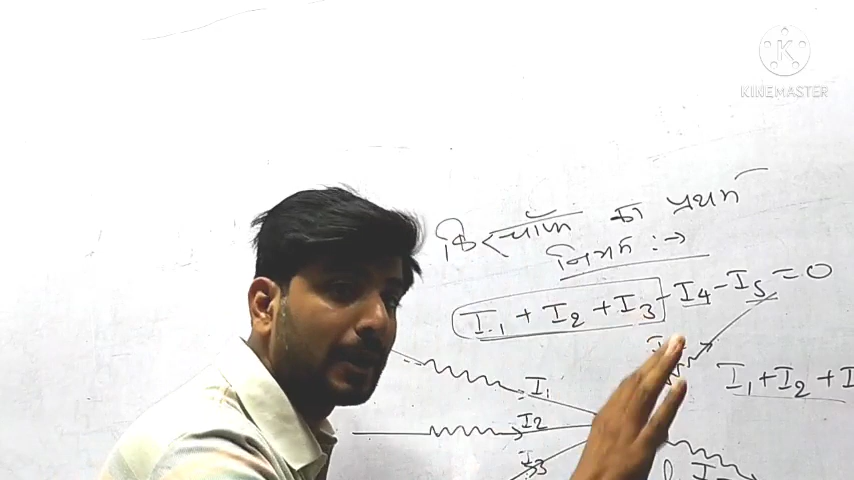 KINEMASTER
किरचॉफ का प्रथम
नियम :→
I₁ + I₂ + I₃ - I₄ - I₅ = 0
I₁
I₁ + I₂ + I
I₂
I₃